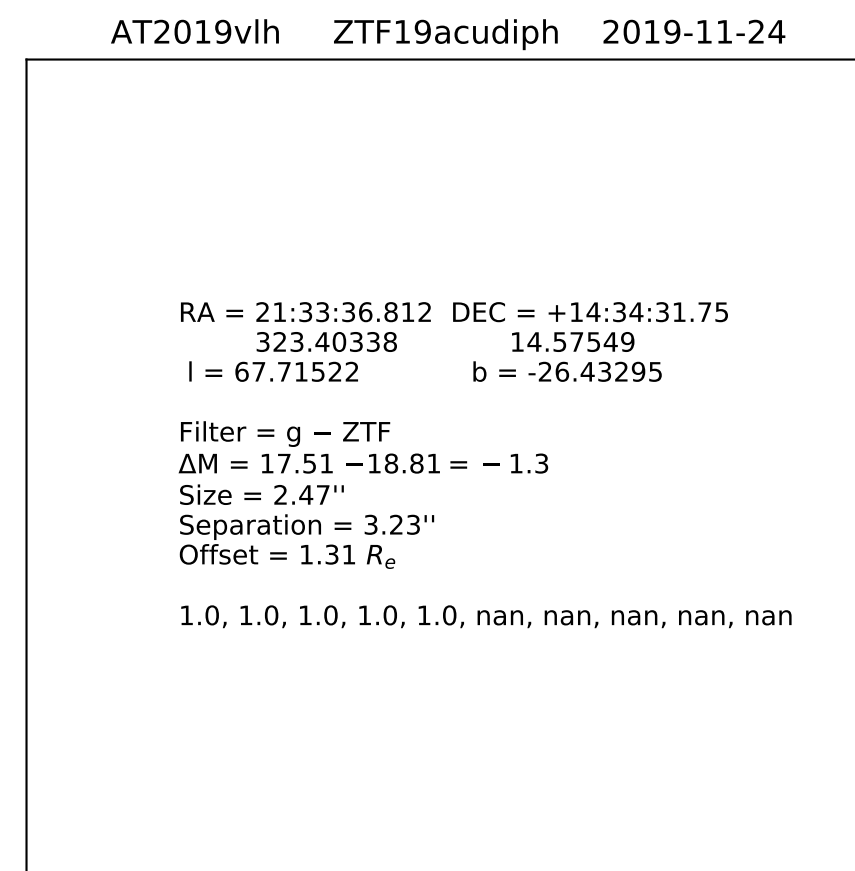 AT2019vlh ZTF19acudiph 2019-11-24
RA = 21:33:36.812 DEC = +14:34:31.75
323.40338 14.57549
l = 67.71522 b = -26.43295
Filter = g − ZTF
ΔM = 17.51 −18.81 = − 1.3
Size = 2.47''
Separation = 3.23''
Offset = 1.31 Rₑ
1.0, 1.0, 1.0, 1.0, 1.0, nan, nan, nan, nan, nan